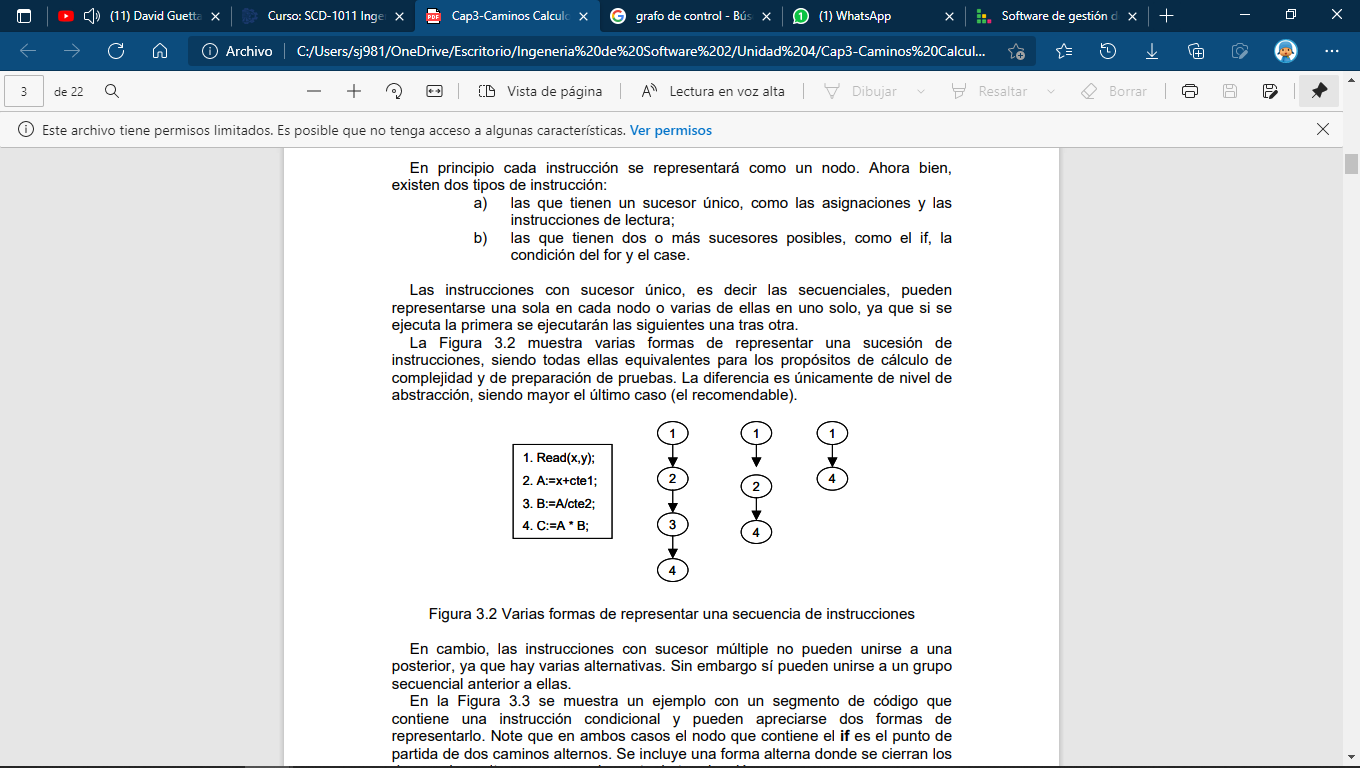 (11) David Guetta
Curso: SCD-1011 Inge
Cap3-Caminos Calculo
grafo de control - Bús
(1) WhatsApp
Software de gestión d
Archivo
C:/Users/sj981/OneDrive/Escritorio/Ingeneria%20de%20Software%202/Unidad%204/Cap3-Caminos%20Calcul...
3 de 22
Vista de página
Lectura en voz alta
Dibujar
Resaltar
Borrar
Este archivo tiene permisos limitados. Es posible que no tenga acceso a algunas características. Ver permisos
En principio cada instrucción se representará como un nodo. Ahora bien,
existen dos tipos de instrucción:
a) las que tienen un sucesor único, como las asignaciones y las
instrucciones de lectura;
b) las que tienen dos o más sucesores posibles, como el if, la
condición del for y el case.
Las instrucciones con sucesor único, es decir las secuenciales, pueden
representarse una sola en cada nodo o varias de ellas en uno solo, ya que si se
ejecuta la primera se ejecutarán las siguientes una tras otra.
La Figura 3.2 muestra varias formas de representar una sucesión de
instrucciones, siendo todas ellas equivalentes para los propósitos de cálculo de
complejidad y de preparación de pruebas. La diferencia es únicamente de nivel de
abstracción, siendo mayor el último caso (el recomendable).
1. Read(x,y);
2. A:=x+cte1;
3. B:=A/cte2;
4. C:=A * B;
1
2
3
4
1
2
4
1
4
Figura 3.2 Varias formas de representar una secuencia de instrucciones
En cambio, las instrucciones con sucesor múltiple no pueden unirse a una
posterior, ya que hay varias alternativas. Sin embargo sí pueden unirse a un grupo
secuencial anterior a ellas.
En la Figura 3.3 se muestra un ejemplo con un segmento de código que
contiene una instrucción condicional y pueden apreciarse dos formas de
representarlo. Note que en ambos casos el nodo que contiene el if es el punto de
partida de dos caminos alternos. Se incluye una forma alterna donde se cierran los